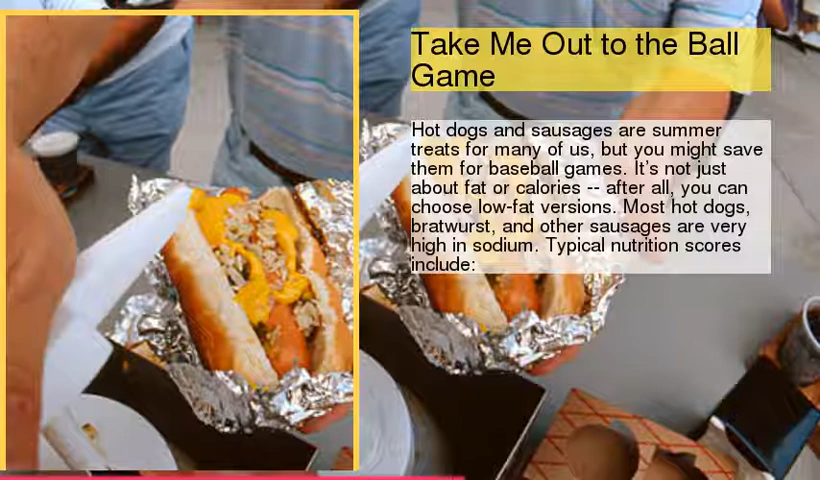 Take Me Out to the Ball
Game
Hot dogs and sausages are summer
treats for many of us, but you might save
them for baseball games. It’s not just
about fat or calories -- after all, you can
choose low-fat versions. Most hot dogs,
bratwurst, and other sausages are very
high in sodium. Typical nutrition scores
include: